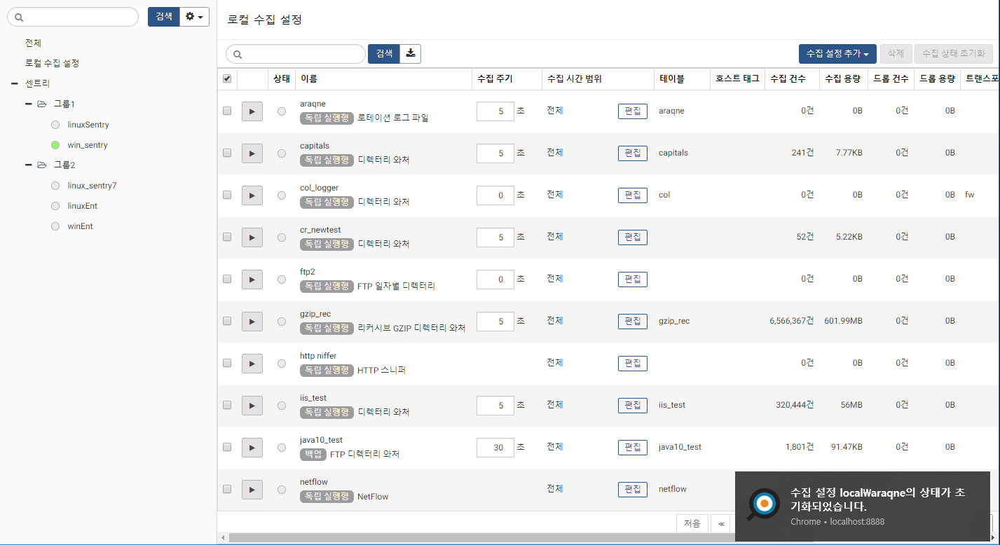 검색
전체
로컬 수집 설정
센트리
그룹1
linuxSentry
win_sentry
그룹2
linux_sentry7
linuxEnt
winEnt
로컬 수집 설정
검색
수집 설정 추가 삭제 수집 상태 초기화
상태 이름 수집 주기 수집 시간 범위 테이블 호스트 태그 수집 건수 수집 용량 드롭 건수 드롭 용량 트랜스포
araqne
독립 실행형 로테이션 로그 파일 5 초 전체 편집 araqne 0건 0B 0건 0B
capitals
독립 실행형 디렉터리 와처 5 초 전체 편집 capitals 241건 7.77KB 0건 0B
col_logger
독립 실행형 디렉터리 와처 0 초 전체 편집 col 0건 0B 0건 0B fw
cr_newtest
독립 실행형 디렉터리 와처 5 초 전체 편집 52건 5.22KB 0건 0B
ftp2
독립 실행형 FTP 일자별 디렉터리 0 초 전체 편집 0건 0B 0건 0B
gzip_rec
독립 실행형 리커시브 GZIP 디렉터리 와처 5 초 전체 편집 gzip_rec 6,566,367건 601.99MB 0건 0B
http niffer
독립 실행형 HTTP 스니퍼 전체 편집 0건 0B 0건 0B
iis_test
독립 실행형 디렉터리 와처 5 초 전체 편집 iis_test 320,444건 56MB 0건 0B
java10_test
백업 FTP 디렉터리 와처 30 초 전체 편집 java10_test 1,801건 91.47KB 0건 0B
netflow
독립 실행형 NetFlow 전체 편집 netflow
처음 ≪
수집 설정 local₩araqne의 상태가 초
기화되었습니다.
Chrome • localhost:8888